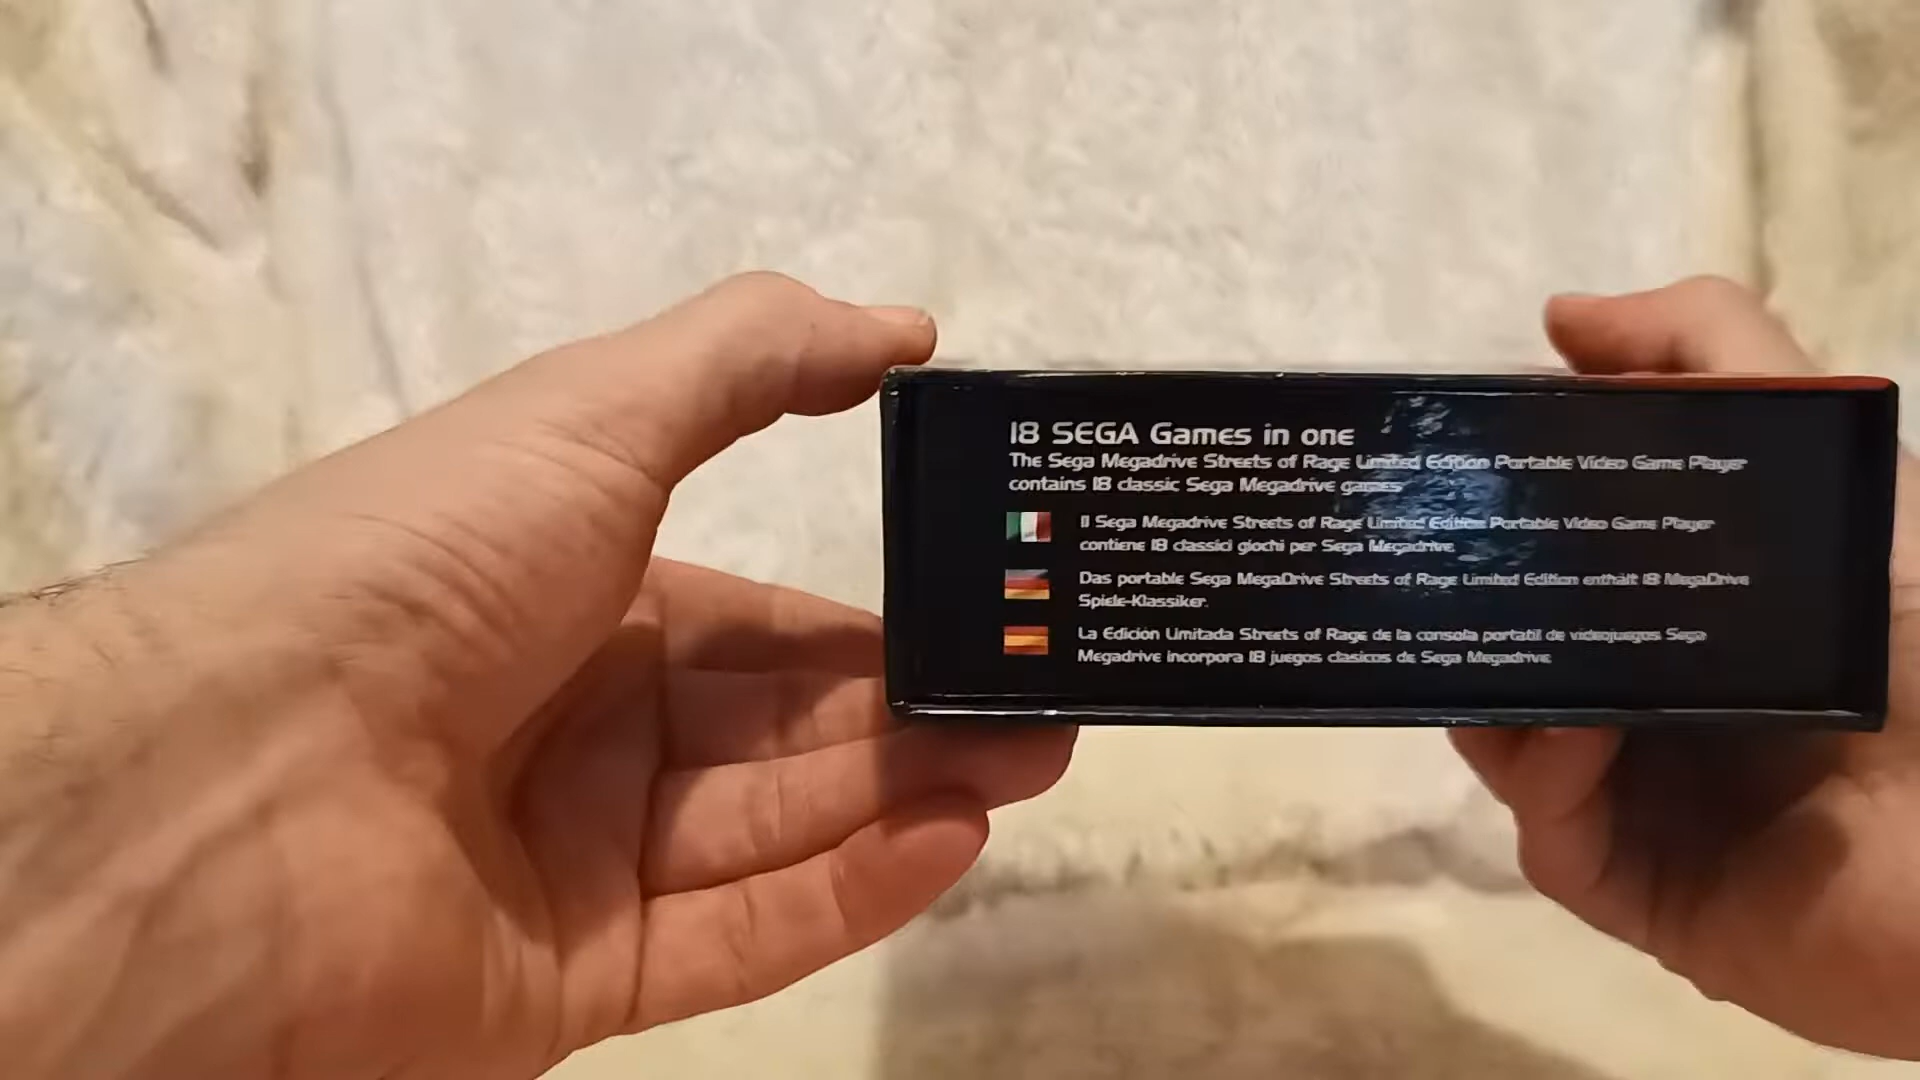 18 SEGA Games in one
The Sega Megadrive Streets of Rage Limited Edition Portable Video Game Player
contains 18 classic Sega Megadrive games
Il Sega Megadrive Streets of Rage Limited Edition Portable Video Game Player
contiene 18 classici giochi per Sega Megadrive
Das portable Sega MegaDrive Streets of Rage Limited Edition enthält 18 MegaDrive
Spiele-Klassiker.
La Edición Limitada Streets of Rage de la consola portatil de videojuegos Sega
Megadrive incorpora 18 juegos clasicos de Sega Megadrive